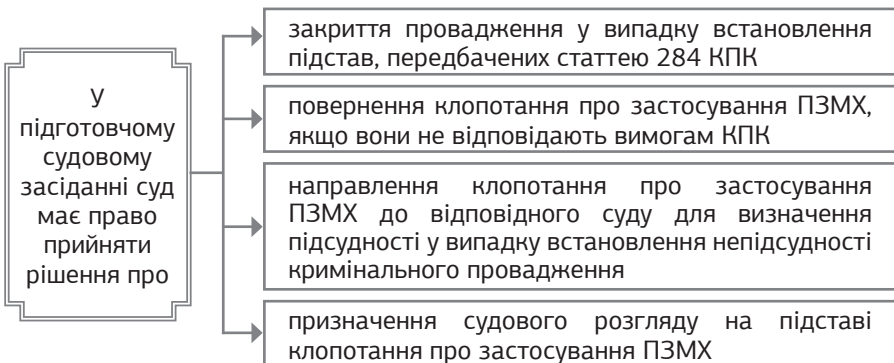 У
підготовчому
судовому
засіданні суд
має право
прийняти
рішення про
закриття провадження у випадку встановлення
підстав, передбачених статтею 284 КПК
повернення клопотання про застосування ПЗМХ,
якщо вони не відповідають вимогам КПК
направлення клопотання про застосування
ПЗМХ до відповідного суду для визначення
підсудності у випадку встановлення непідсудності
кримінального провадження
призначення судового розгляду на підставі
клопотання про застосування ПЗМХ